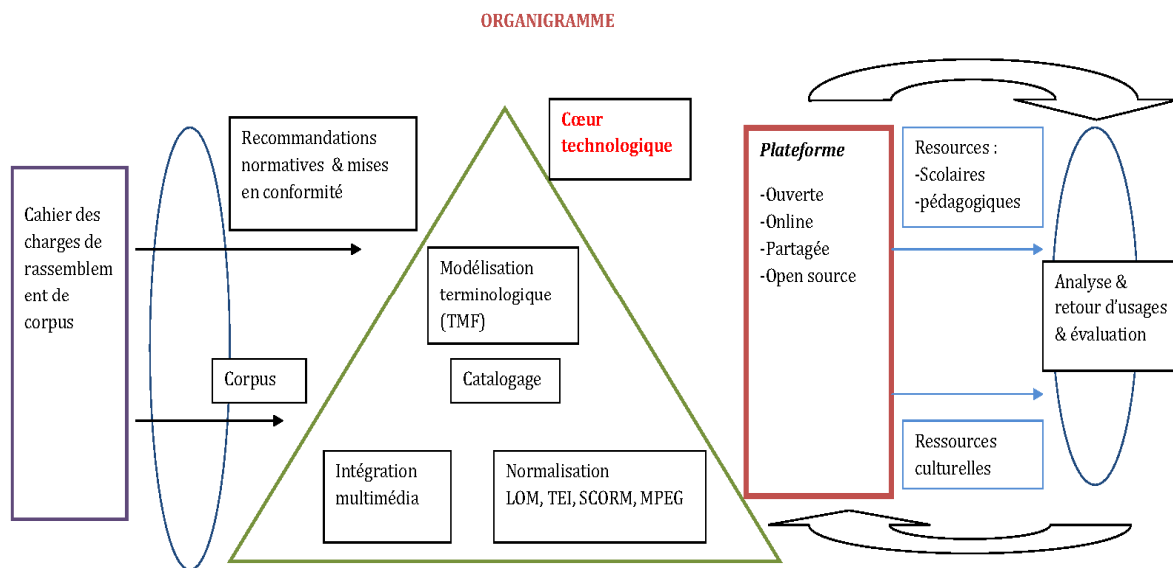 ORGANIGRAMME
Cahier des
charges de
rassemblem
ent de
corpus
Recommandations
normatives & mises
en conformité
Corpus
Cœur
technologique
Modélisation
terminologique
(TMF)
Catalogage
Intégration
multimédia
Normalisation
LOM, TEI, SCORM, MPEG
Plateforme
-Ouverte
-Online
-Partagée
-Open source
Resources :
-Scolaires
-pédagogiques
Ressources
culturelles
Analyse &
retour d'usages
& évaluation